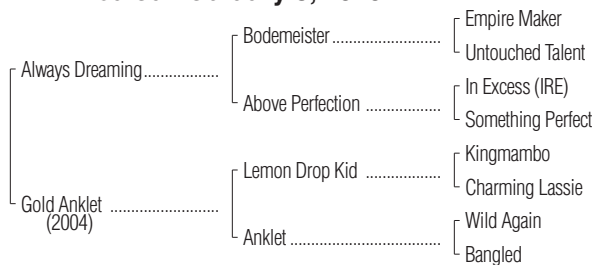 Empire Maker
Bodemeister
Untouched Talent
Always Dreaming
In Excess (IRE)
Above Perfection
Something Perfect
Kingmambo
Lemon Drop Kid
Charming Lassie
Gold Anklet
(2004)
Wild Again
Anklet
Bangled